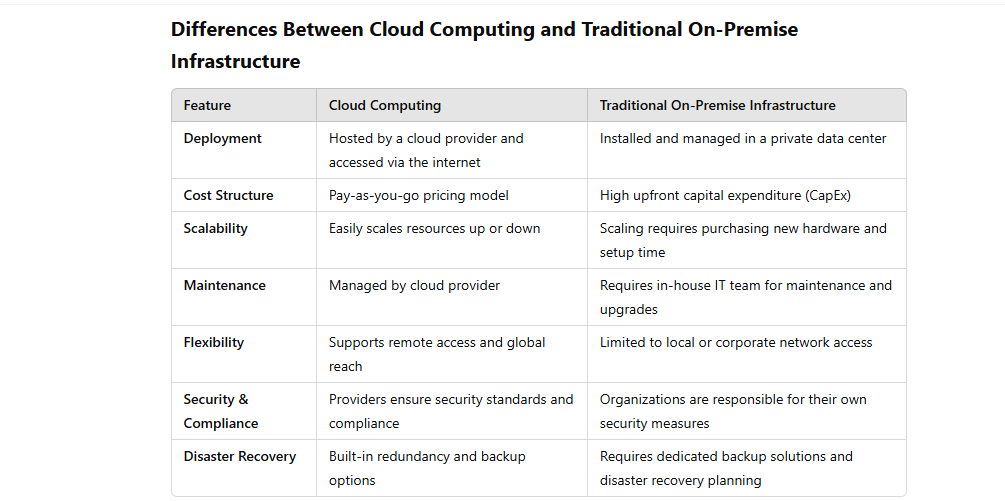 Differences Between Cloud Computing and Traditional On-Premise
Infrastructure
Feature Cloud Computing Traditional On-Premise Infrastructure
Deployment Hosted by a cloud provider and Installed and managed in a private data center
accessed via the internet
Cost Structure Pay-as-you-go pricing model High upfront capital expenditure (CapEx)
Scalability Easily scales resources up or down Scaling requires purchasing new hardware and
setup time
Maintenance Managed by cloud provider Requires in-house IT team for maintenance and
upgrades
Flexibility Supports remote access and global Limited to local or corporate network access
reach
Security & Providers ensure security standards and Organizations are responsible for their own
Compliance compliance security measures
Disaster Recovery Built-in redundancy and backup Requires dedicated backup solutions and
options disaster recovery planning